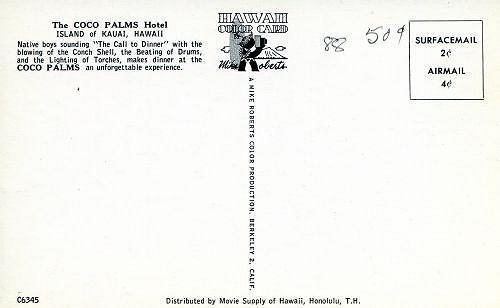 The COCO PALMS Hotel
ISLAND of KAUAI, HAWAII
Native boys sounding "The Call to Dinner" with the
blowing of the Conch Shell, the Beating of Drums,
and the Lighting of Torches, makes dinner at the
COCO PALMS an unforgettable experience.
HAWAII
COLOR CARD
Mike Roberts
88 50¢
SURFACEMAIL
2¢
AIRMAIL
4¢
A MIKE ROBERTS COLOR PRODUCTION, BERKELEY 2, CALIF.
C6345
Distributed by Movie Supply of Hawaii, Honolulu, T.H.